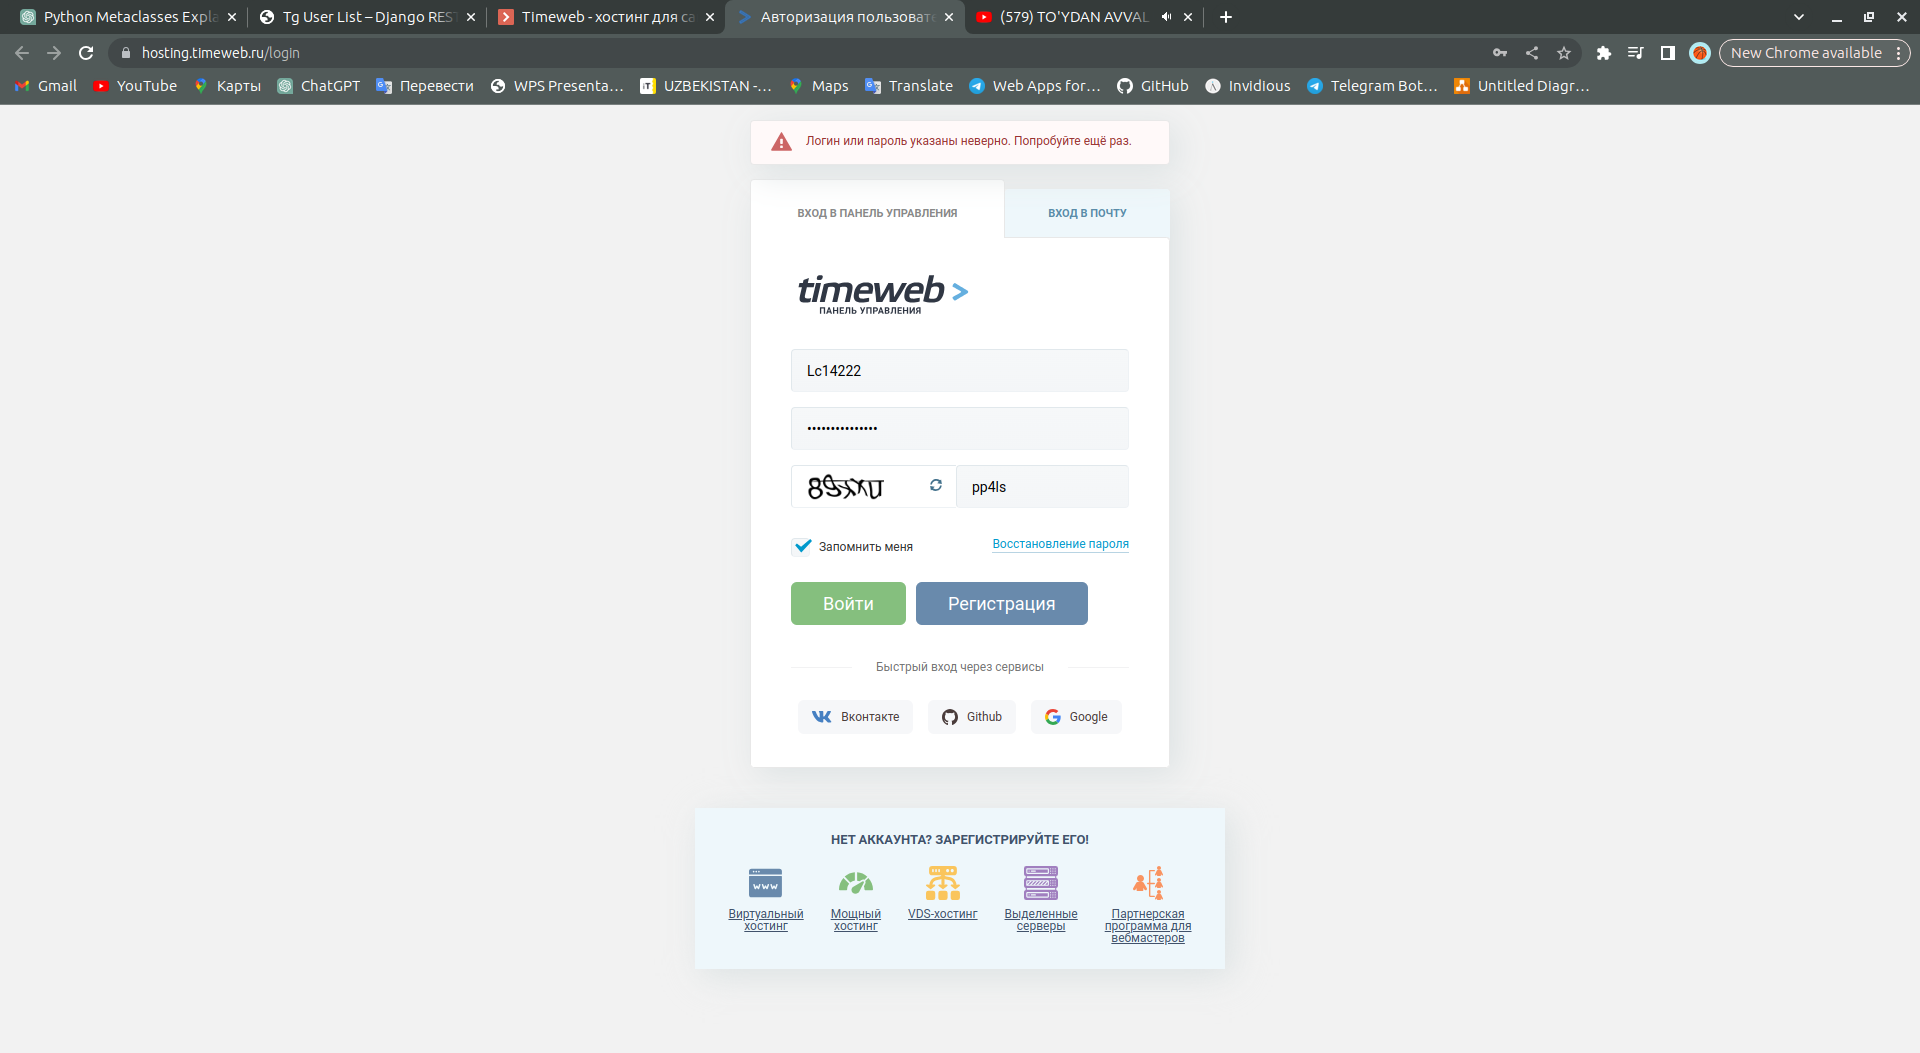 Python Metaclasses Expla
Tg User List – Django REST
Timeweb - хостинг для са
Авторизация пользовате
(579) TO'YDAN AVVAL
hosting.timeweb.ru/login
New Chrome available
Gmail
YouTube
Карты
ChatGPT
Перевести
WPS Presenta...
UZBEKISTAN -...
Maps
Translate
Web Apps for...
GitHub
Invidious
Telegram Bot...
Untitled Diagr...
Логин или пароль указаны неверно. Попробуйте ещё раз.
ВХОД В ПАНЕЛЬ УПРАВЛЕНИЯ
ВХОД В ПОЧТУ
timeweb >
ПАНЕЛЬ УПРАВЛЕНИЯ
Lc14222
•••••••••••••••
pp4ls
Запомнить меня
Восстановление пароля
Войти
Регистрация
Быстрый вход через сервисы
Вконтакте
Github
Google
НЕТ АККАУНТА? ЗАРЕГИСТРИРУЙТЕ ЕГО!
www
Виртуальный
хостинг
Мощный
хостинг
VDS-хостинг
Выделенные
серверы
Партнерская
программа для
вебмастеров